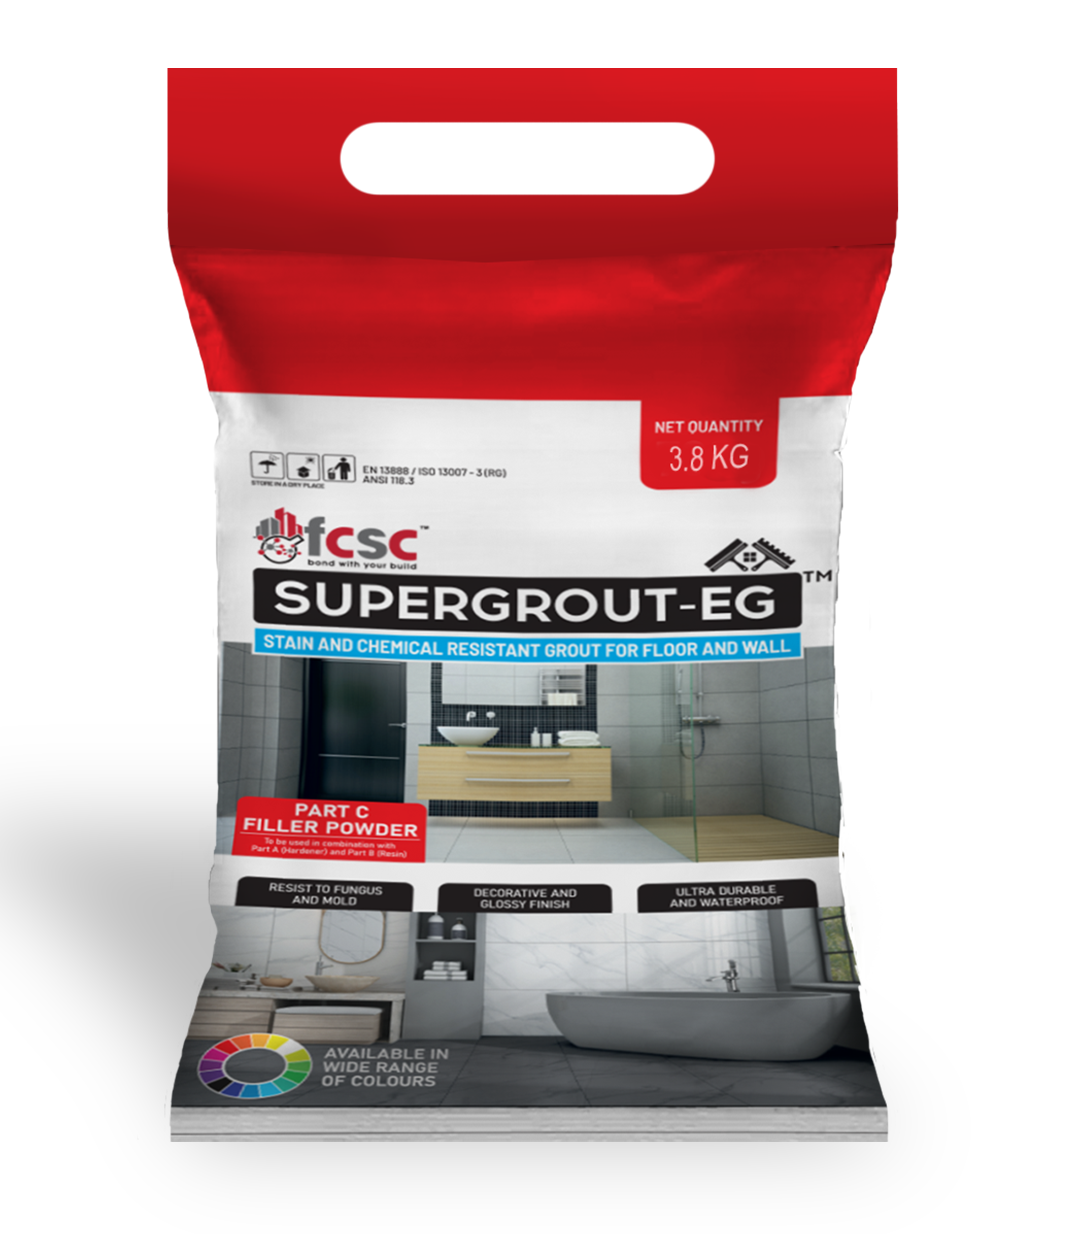 NET QUANTITY
3.8 KG
STORE IN A DRY PLACE
EN 13888 / ISO 13007 - 3 (RG)
ANSI 118.3
fcsc™
bond with your build
SUPERGROUT-EG™
STAIN AND CHEMICAL RESISTANT GROUT FOR FLOOR AND WALL
PART C
FILLER POWDER
To be used in combination with
Part A (Hardener) and Part B (Resin)
RESIST TO FUNGUS
AND MOLD
DECORATIVE AND
GLOSSY FINISH
ULTRA DURABLE
AND WATERPROOF
AVAILABLE IN
WIDE RANGE
OF COLOURS